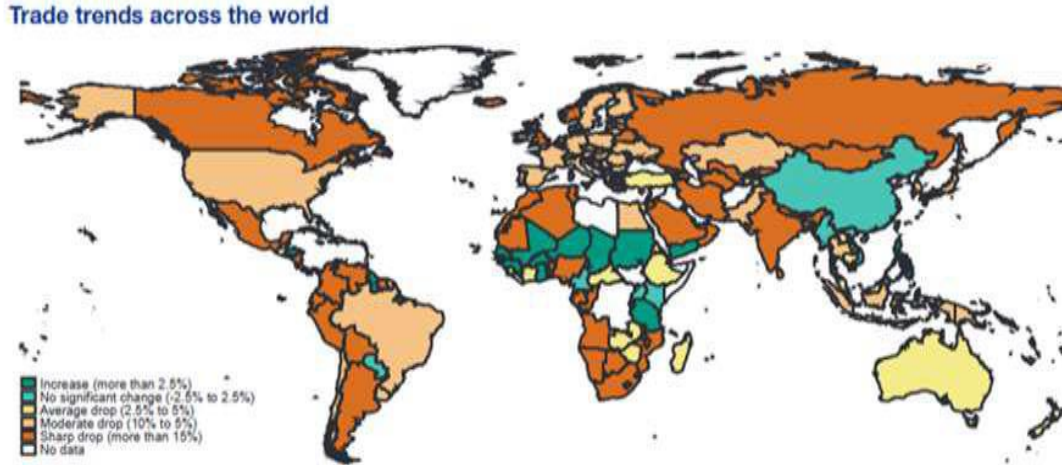 Trade trends across the world
Increase (more than 2.5%)
No significant change (-2.5% to 2.5%)
Average drop (2.5% to 5%)
Moderate drop (10% to 5%)
Sharp drop (more than 15%)
No data